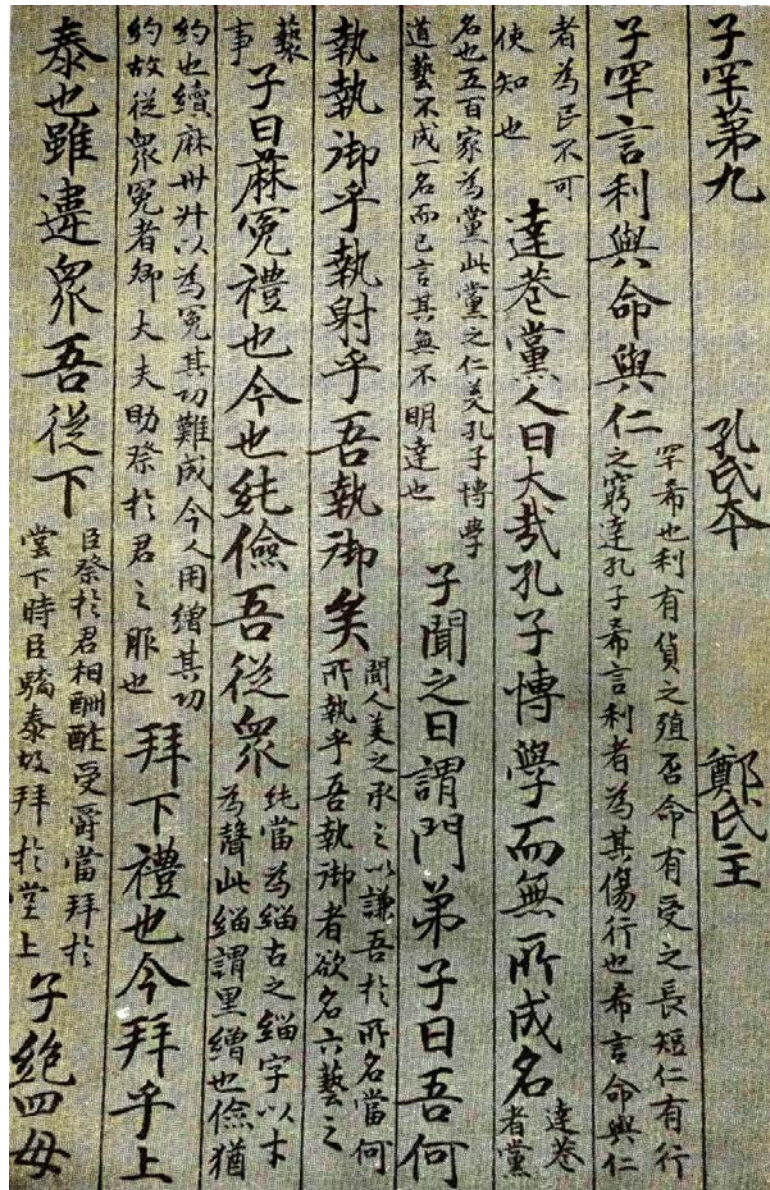 子罕第九 孔氏本 鄭氏主
子罕言利與命與仁 罕希也利有貨之殖否命有受之長短仁有行之窮達孔子希言利者為其傷行也希言命與仁
者為民不可使知也 達巷黨人曰大哉孔子博學而無所成名 達巷者黨
名也五百家為黨此黨之仁美孔子博學道藝不成一名而已言其無不明達也 子聞之曰謂門弟子曰吾何
執執御乎執射乎吾執御矣 聞人美之承之以謙吾於所名當何所執乎吾執御者欲名六藝之
藝事 子曰麻冕禮也今也純儉吾從眾 純當為緇古之緇字以才為聲此緇謂里繒也儉猶
約也續麻卅升以為冕其功難成今人用繒其功約故從眾冕者卿大夫助祭於君之服也 拜下禮也今拜乎上
泰也雖違眾吾從下 臣祭於君相酬酢受爵當拜於堂下時臣驕泰故拜於堂上 子絕四毋